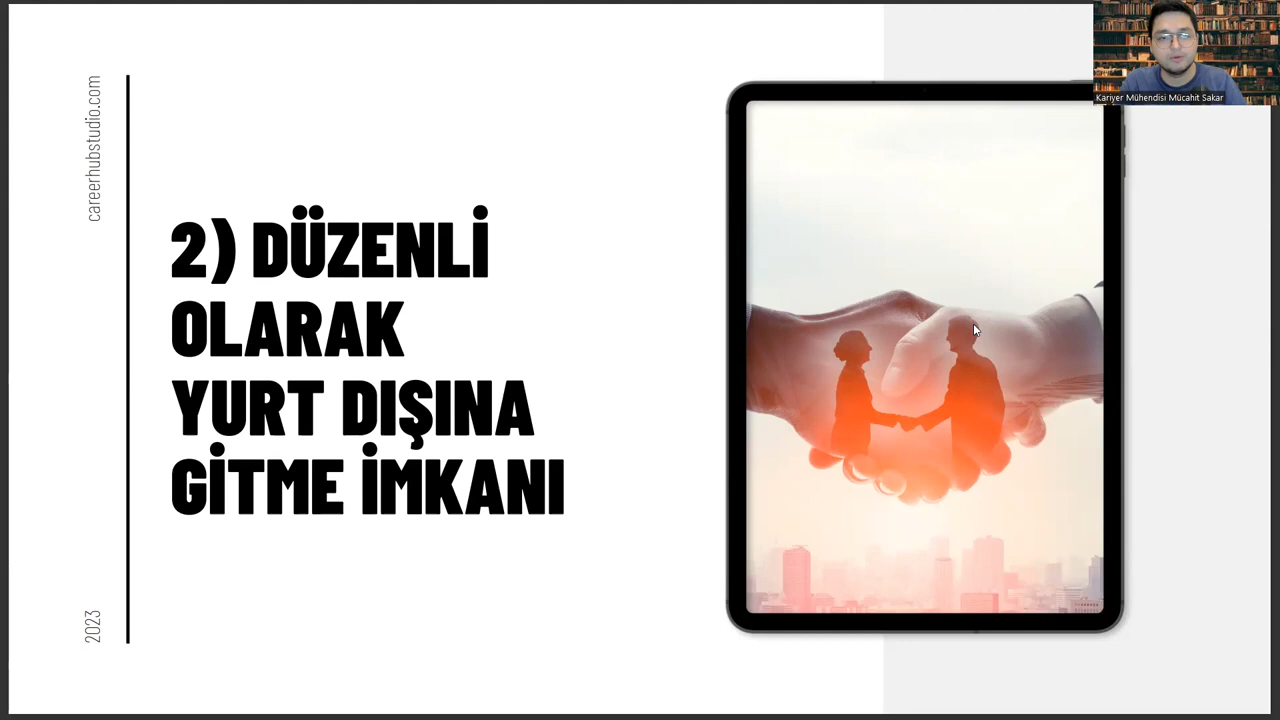 careerhubstudio.com
2) DÜZENLİ
OLARAK
YURT DIŞINA
GİTME İMKANI
2023
Kariyer Mühendisi Mücahit Sakar